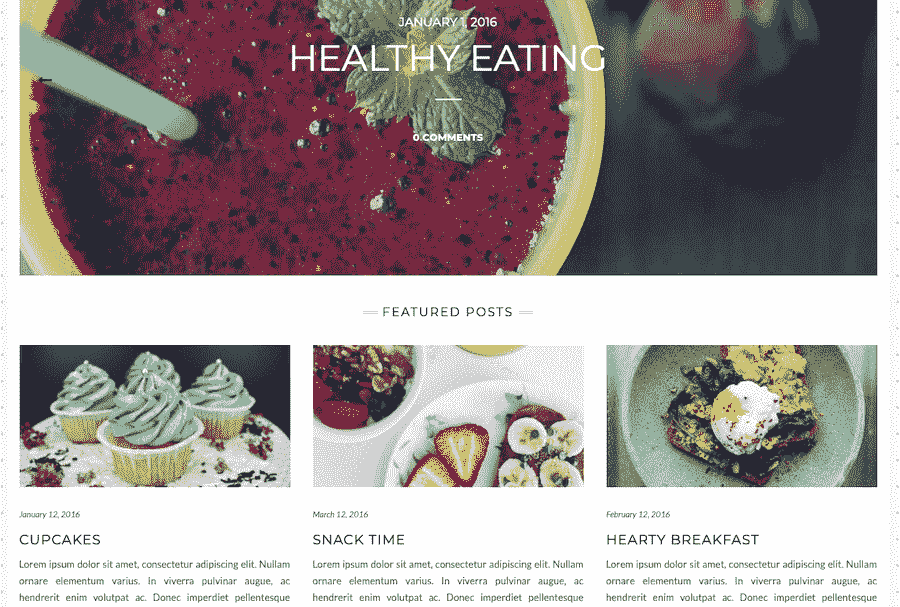 JANUARY 1, 2016
HEALTHY EATING
0 COMMENTS
FEATURED POSTS
January 12, 2016
CUPCAKES
Lorem ipsum dolor sit amet, consectetur adipiscing elit. Nullam
ornare elementum varius. In viverra pulvinar augue, ac
hendrerit enim volutpat ac. Donec imperdiet pellentesque
March 12, 2016
SNACK TIME
Lorem ipsum dolor sit amet, consectetur adipiscing elit. Nullam
ornare elementum varius. In viverra pulvinar augue, ac
hendrerit enim volutpat ac. Donec imperdiet pellentesque
February 12, 2016
HEARTY BREAKFAST
Lorem ipsum dolor sit amet, consectetur adipiscing elit. Nullam
ornare elementum varius. In viverra pulvinar augue, ac
hendrerit enim volutpat ac. Donec imperdiet pellentesque